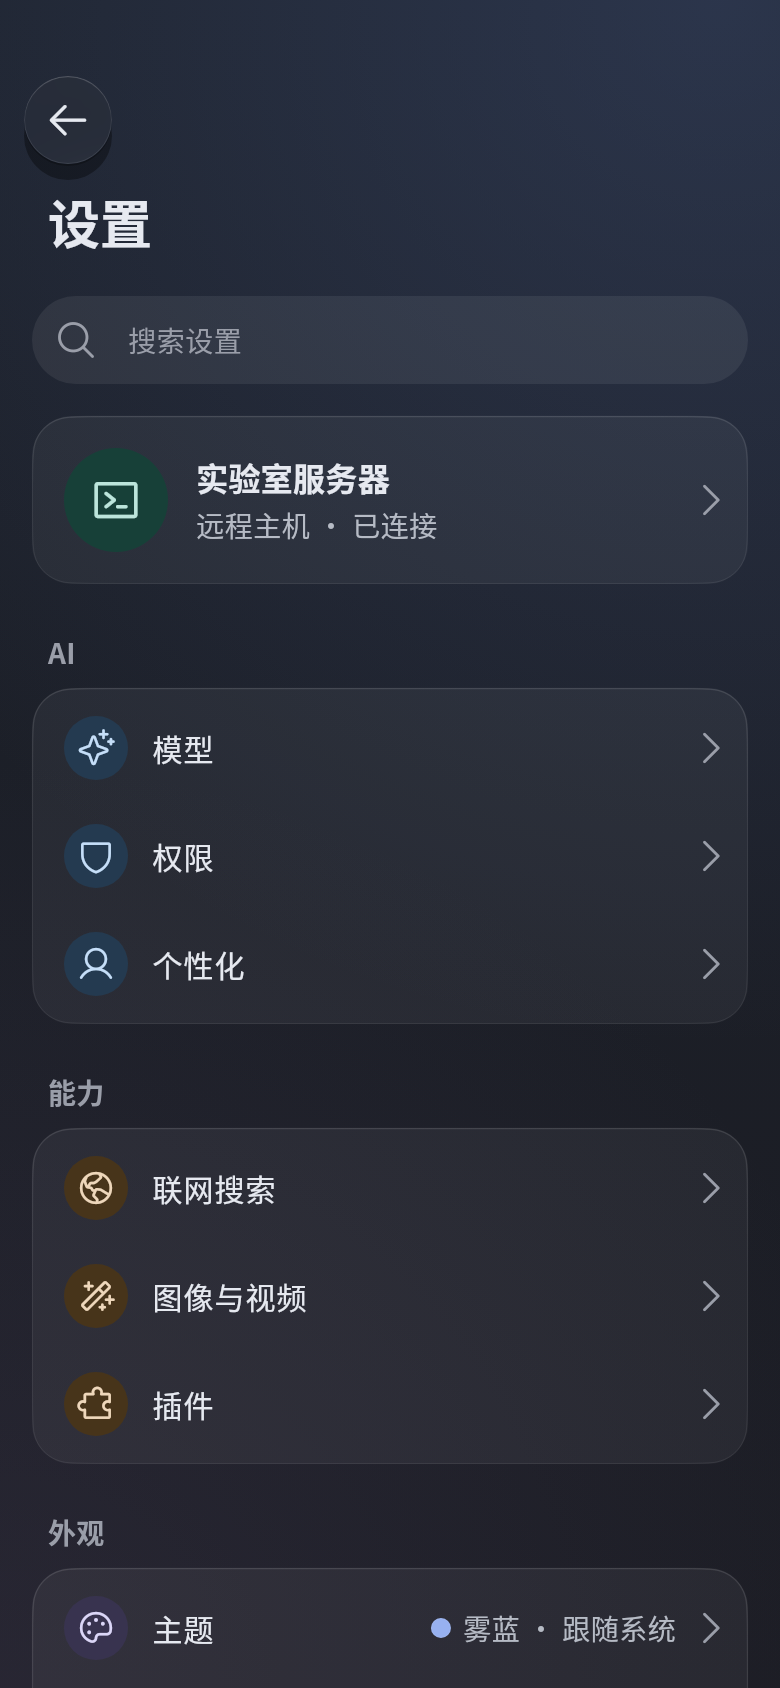 设置
搜索设置
实验室服务器
远程主机 · 已连接
AI
模型
权限
个性化
能力
联网搜索
图像与视频
插件
外观
主题 雾蓝 · 跟随系统